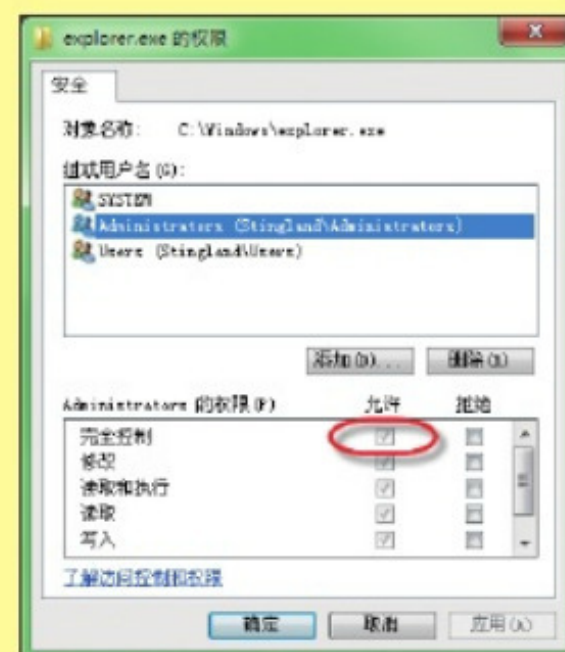 explorer.exe 的权限
安全
对象名称: C:\Windows\explorer.exe
组或用户名(G):
SYSTEM
Administrators (Stingland\Administrators)
Users (Stingland\Users)
添加(D)... 删除(R)
Administrators 的权限(P) 允许 拒绝
完全控制
修改
读取和执行
读取
写入
了解访问控制和权限
确定 取消 应用(A)